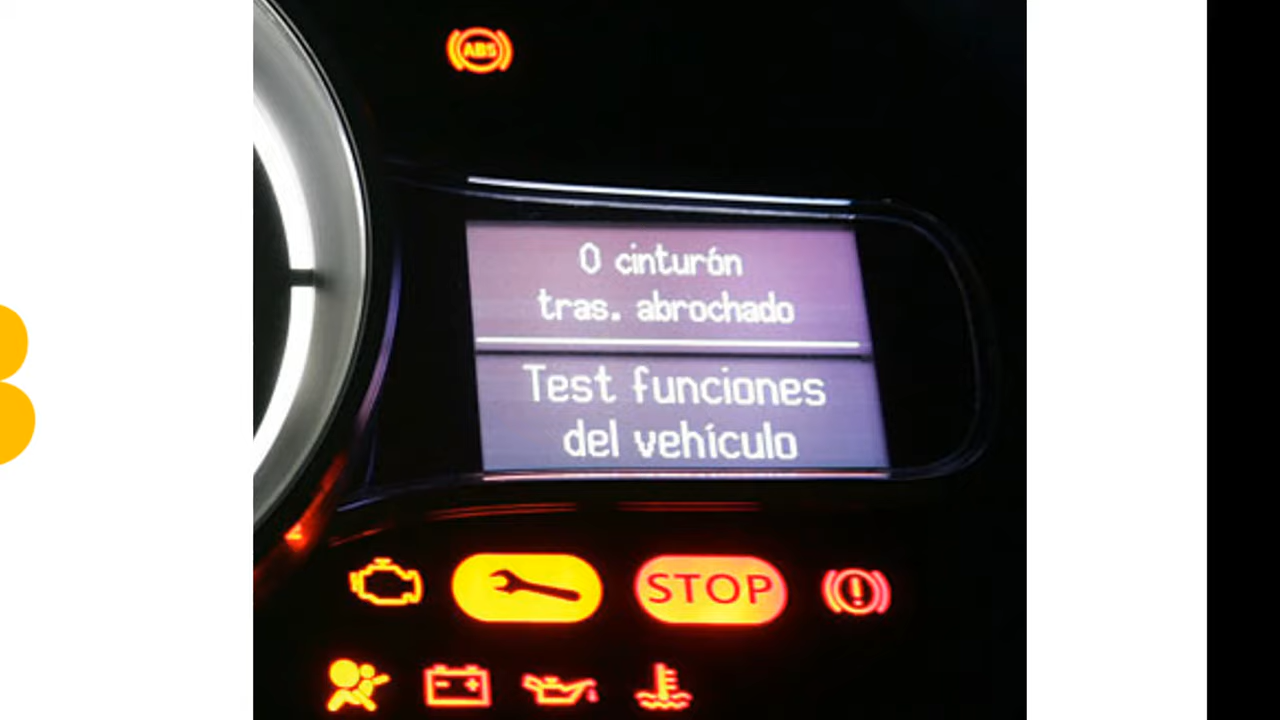 ABS
0 cinturón
tras. abrochado
Test funciones
del vehículo
STOP